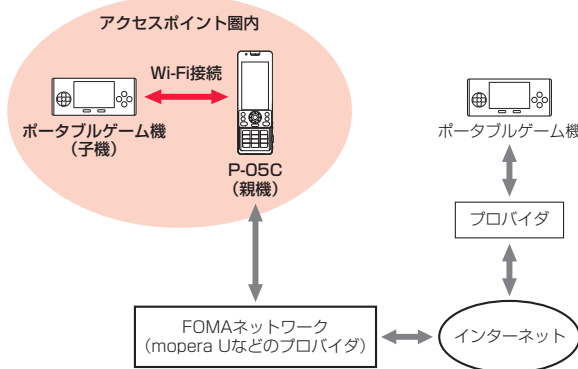 アクセスポイント圏内
Wi-Fi接続
ポータブルゲーム機
（子機）
P-05C
（親機）
ポータブルゲーム機
プロバイダ
FOMAネットワーク
（mopera Uなどのプロバイダ）
インターネット